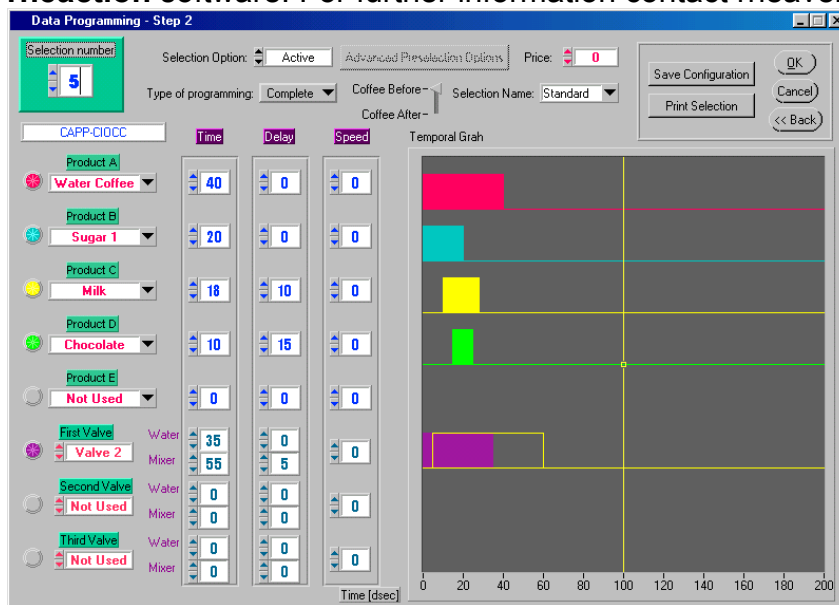 Data Programming - Step 2
Selection number
5
Selection Option: Active
Advanced Preselection Options
Price: 0
Type of programming: Complete
Coffee Before-
Coffee After-
Selection Name: Standard
Save Configuration
Print Selection
OK
Cancel
<< Back
CAPP-CIOCC
Time Delay Speed
Temporal Grah
Product A
Water Coffee 40 0 0
Product B
Sugar 1 20 0 0
Product C
Milk 18 10 0
Product D
Chocolate 10 15 0
Product E
Not Used 0 0 0
First Valve
Valve 2
Water 35 0
Mixer 55 5
0
Second Valve
Not Used
Water 0 0
Mixer 0 0
0
Third Valve
Not Used
Water 0 0
Mixer 0 0
0
Time [dsec]
0 20 40 60 80 100 120 140 160 180 200